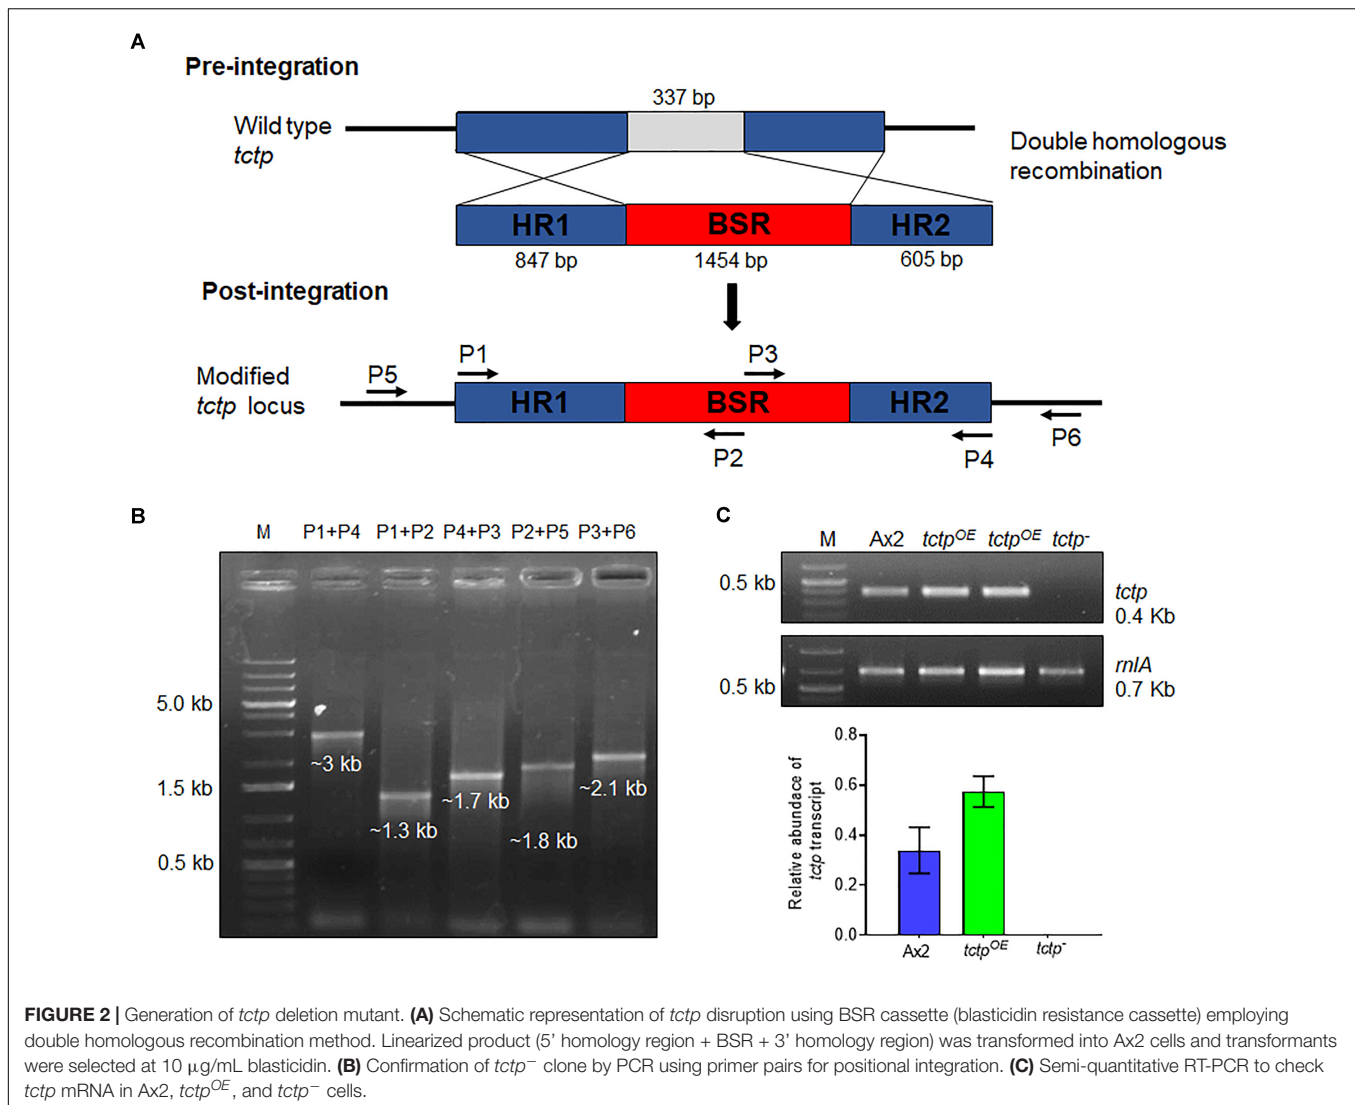 A
Pre-integration
337 bp
Wild type
tctp
Double homologous
recombination
HR1
BSR
HR2
847 bp
1454 bp
605 bp
Post-integration
P1
P3
P5
Modified
tctp locus
HR1
BSR
HR2
P2
P4
P6
B
M P1+P4 P1+P2 P4+P3 P2+P5 P3+P6
5.0 kb
1.5 kb
0.5 kb
~3 kb
~1.3 kb
~1.7 kb
~1.8 kb
~2.1 kb
C
M Ax2 tctpOE tctpOE tctp-
0.5 kb
tctp
0.4 Kb
0.5 kb
rnlA
0.7 Kb
Relative abundace of
tctp transcript
0.8
0.6
0.4
0.2
0.0
Ax2 tctpOE tctp-
FIGURE 2 | Generation of tctp deletion mutant. (A) Schematic representation of tctp disruption using BSR cassette (blasticidin resistance cassette) employing
double homologous recombination method. Linearized product (5' homology region + BSR + 3' homology region) was transformed into Ax2 cells and transformants
were selected at 10 μg/mL blasticidin. (B) Confirmation of tctp− clone by PCR using primer pairs for positional integration. (C) Semi-quantitative RT-PCR to check
tctp mRNA in Ax2, tctpOE, and tctp− cells.